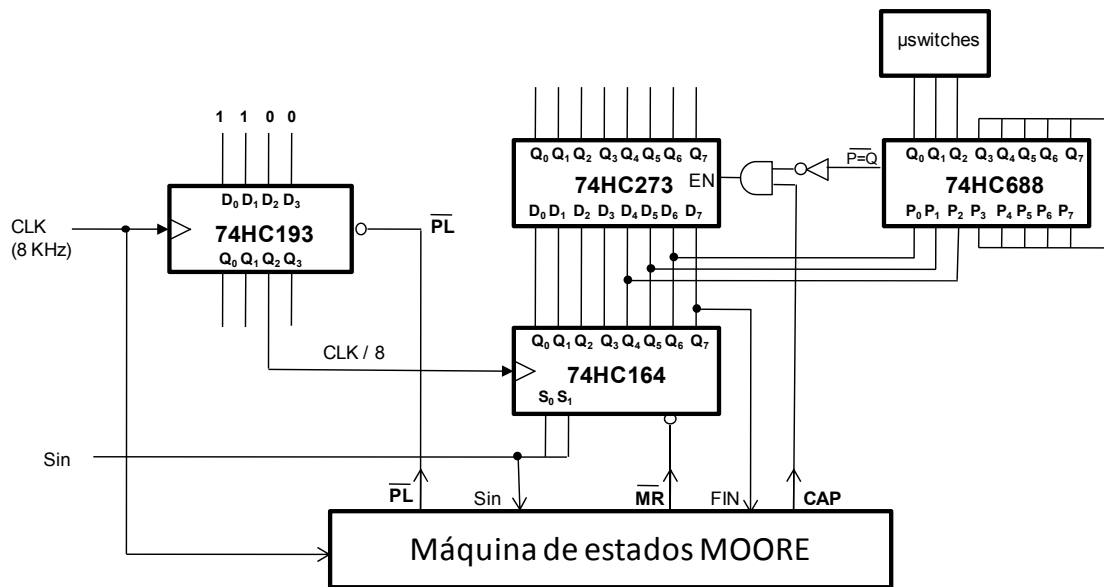 µswitches
1 1 0 0
D0 D1 D2 D3
74HC193
Q0 Q1 Q2 Q3
CLK
(8 KHz)
PL
Q0 Q1 Q2 Q3 Q4 Q5 Q6 Q7
74HC273
EN
D0 D1 D2 D3 D4 D5 D6 D7
P=Q
Q0 Q1 Q2 Q3 Q4 Q5 Q6 Q7
74HC688
P0 P1 P2 P3 P4 P5 P6 P7
CLK / 8
Q0 Q1 Q2 Q3 Q4 Q5 Q6 Q7
74HC164
S0 S1
Sin
PL
Sin
MR
FIN
CAP
Máquina de estados MOORE